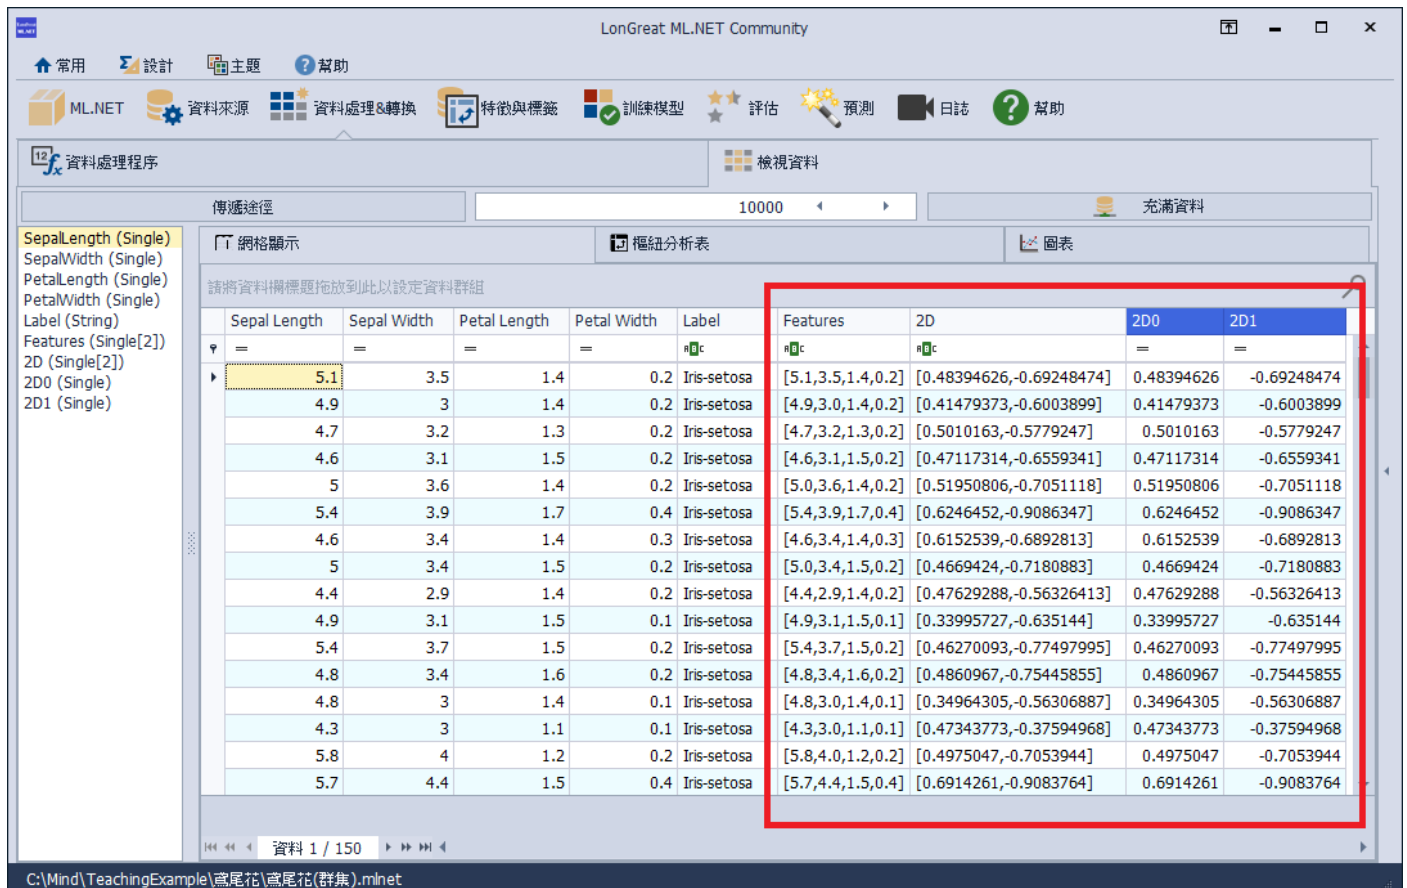 LonGreat ML.NET Community
常用 設計 主題 幫助
ML.NET 資料來源 資料處理&轉換 特徵與標籤 訓練模型 評估 預測 日誌 幫助
資料處理程序 檢視資料
傳遞途徑 10000 充滿資料
SepalLength (Single)
SepalWidth (Single)
PetalLength (Single)
PetalWidth (Single)
Label (String)
Features (Single[2])
2D (Single[2])
2D0 (Single)
2D1 (Single)
網格顯示 樞紐分析表 圖表
請將資料欄標題拖放到此以設定資料群組
Sepal Length Sepal Width Petal Length Petal Width Label Features 2D 2D0 2D1
= = = = ABC ABC ABC = =
5.1 3.5 1.4 0.2 Iris-setosa [5.1,3.5,1.4,0.2] [0.48394626,-0.69248474] 0.48394626 -0.69248474
4.9 3 1.4 0.2 Iris-setosa [4.9,3.0,1.4,0.2] [0.41479373,-0.6003899] 0.41479373 -0.6003899
4.7 3.2 1.3 0.2 Iris-setosa [4.7,3.2,1.3,0.2] [0.5010163,-0.5779247] 0.5010163 -0.5779247
4.6 3.1 1.5 0.2 Iris-setosa [4.6,3.1,1.5,0.2] [0.47117314,-0.6559341] 0.47117314 -0.6559341
5 3.6 1.4 0.2 Iris-setosa [5.0,3.6,1.4,0.2] [0.51950806,-0.7051118] 0.51950806 -0.7051118
5.4 3.9 1.7 0.4 Iris-setosa [5.4,3.9,1.7,0.4] [0.6246452,-0.9086347] 0.6246452 -0.9086347
4.6 3.4 1.4 0.3 Iris-setosa [4.6,3.4,1.4,0.3] [0.6152539,-0.6892813] 0.6152539 -0.6892813
5 3.4 1.5 0.2 Iris-setosa [5.0,3.4,1.5,0.2] [0.4669424,-0.7180883] 0.4669424 -0.7180883
4.4 2.9 1.4 0.2 Iris-setosa [4.4,2.9,1.4,0.2] [0.47629288,-0.56326413] 0.47629288 -0.56326413
4.9 3.1 1.5 0.1 Iris-setosa [4.9,3.1,1.5,0.1] [0.33995727,-0.635144] 0.33995727 -0.635144
5.4 3.7 1.5 0.2 Iris-setosa [5.4,3.7,1.5,0.2] [0.46270093,-0.77497995] 0.46270093 -0.77497995
4.8 3.4 1.6 0.2 Iris-setosa [4.8,3.4,1.6,0.2] [0.4860967,-0.75445855] 0.4860967 -0.75445855
4.8 3 1.4 0.1 Iris-setosa [4.8,3.0,1.4,0.1] [0.34964305,-0.56306887] 0.34964305 -0.56306887
4.3 3 1.1 0.1 Iris-setosa [4.3,3.0,1.1,0.1] [0.47343773,-0.37594968] 0.47343773 -0.37594968
5.8 4 1.2 0.2 Iris-setosa [5.8,4.0,1.2,0.2] [0.4975047,-0.7053944] 0.4975047 -0.7053944
5.7 4.4 1.5 0.4 Iris-setosa [5.7,4.4,1.5,0.4] [0.6914261,-0.9083764] 0.6914261 -0.9083764
資料 1 / 150
C:\Mind\TeachingExample\鳶尾花\鳶尾花(群集).mlnet